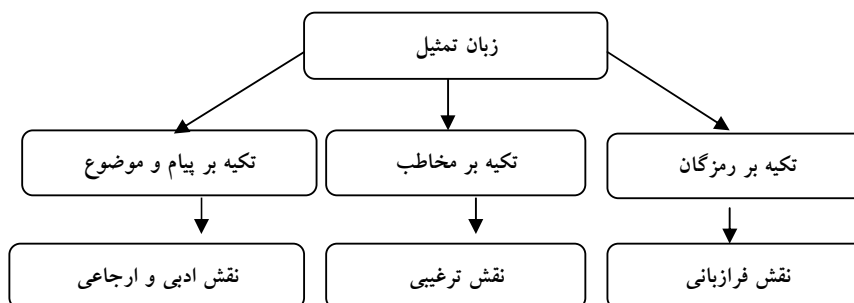 زبان تمثیل
تکیه بر رمزگان
تکیه بر مخاطب
تکیه بر پیام و موضوع
نقش فرازبانی
نقش ترغیبی
نقش ادبی و ارجاعی